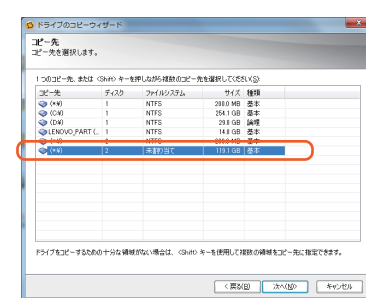 ドライブのコピーウィザード
コピー先
コピー先を選択します。
1 つのコピー先、または <Shift> キーを押しながら複数のコピー先を選択してください(S):
コピー先 ディスク ファイルシステム サイズ 種類
(*:¥) 1 NTFS 200.0 MB 基本
(C:¥) 1 NTFS 254.1 GB 基本
(D:¥) 1 NTFS 29.0 GB 論理
LENOVO_PART (... 1 NTFS 14.8 GB 基本
(*:¥) 2 NTFS 200.0 MB 基本
(*:¥) 2 未割り当て 119.1 GB 基本
ドライブをコピーするための十分な領域がない場合は、<Shift> キーを使用して複数の領域をコピー先に指定できます。
< 戻る(B) 次へ(N)> キャンセル